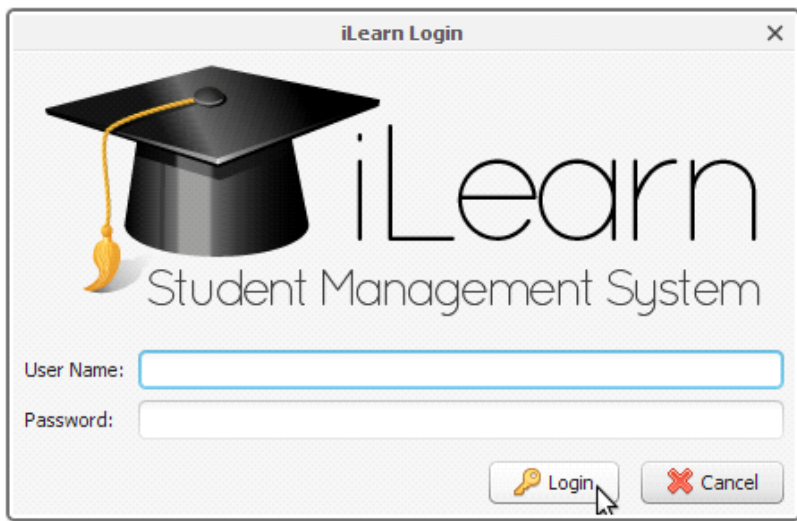 iLearn Login
iLearn
Student Management System
User Name:
Password:
Login Cancel